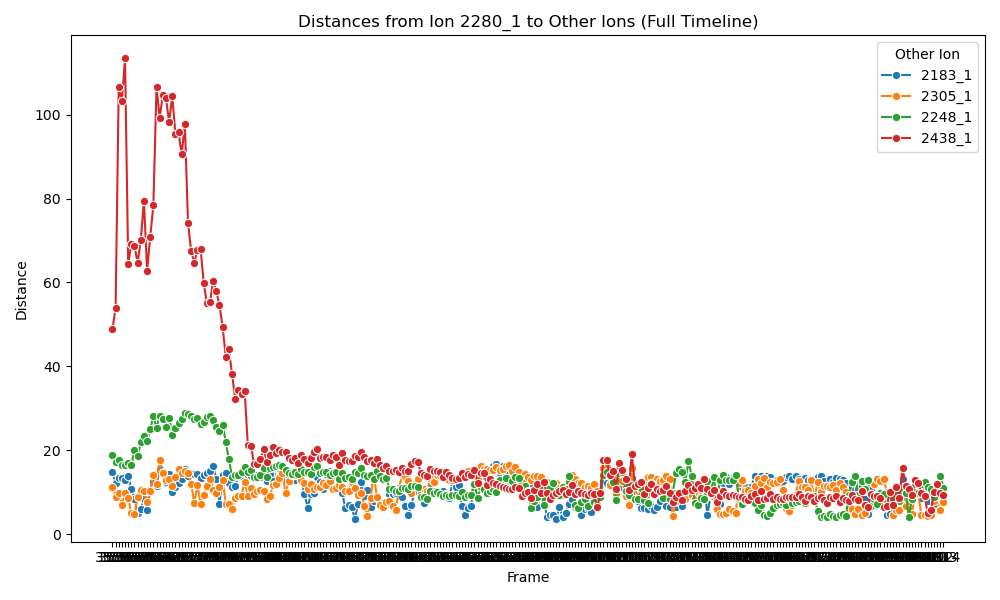 Distances from Ion 2280_1 to Other Ions (Full Timeline)
Other Ion
2183_1
2305_1
2248_1
2438_1
100
80
60
40
20
0
Distance
Frame